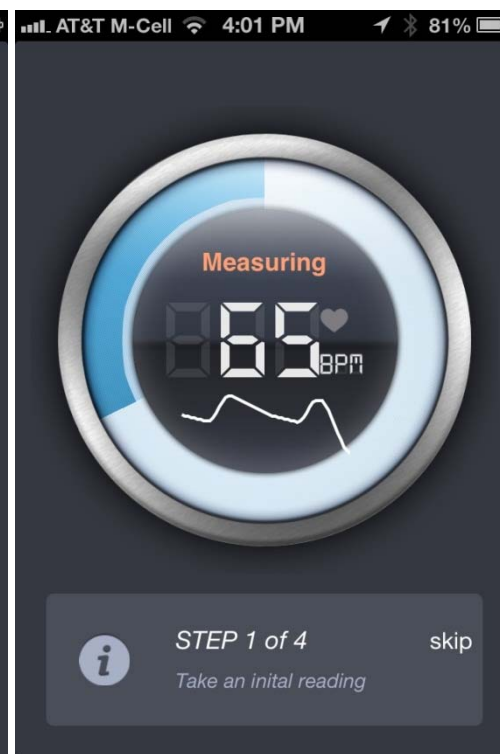 AT&T M-Cell 4:01 PM 81%
Measuring
65 BPM
STEP 1 of 4
skip
Take an inital reading